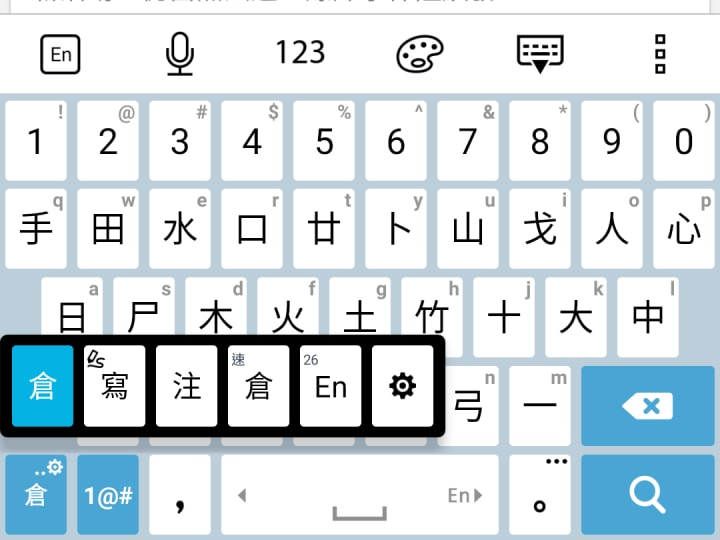 En 123
! @ # $ % ^ & * ( )
1 2 3 4 5 6 7 8 9 0
q w e r t y u i o p
手 田 水 口 廿 卜 山 戈 人 心
a s d f g h j k l
日 尸 木 火 土 竹 十 大 中
速 26 n m
倉 寫 注 倉 En 弓 一
倉 1@# , En 。